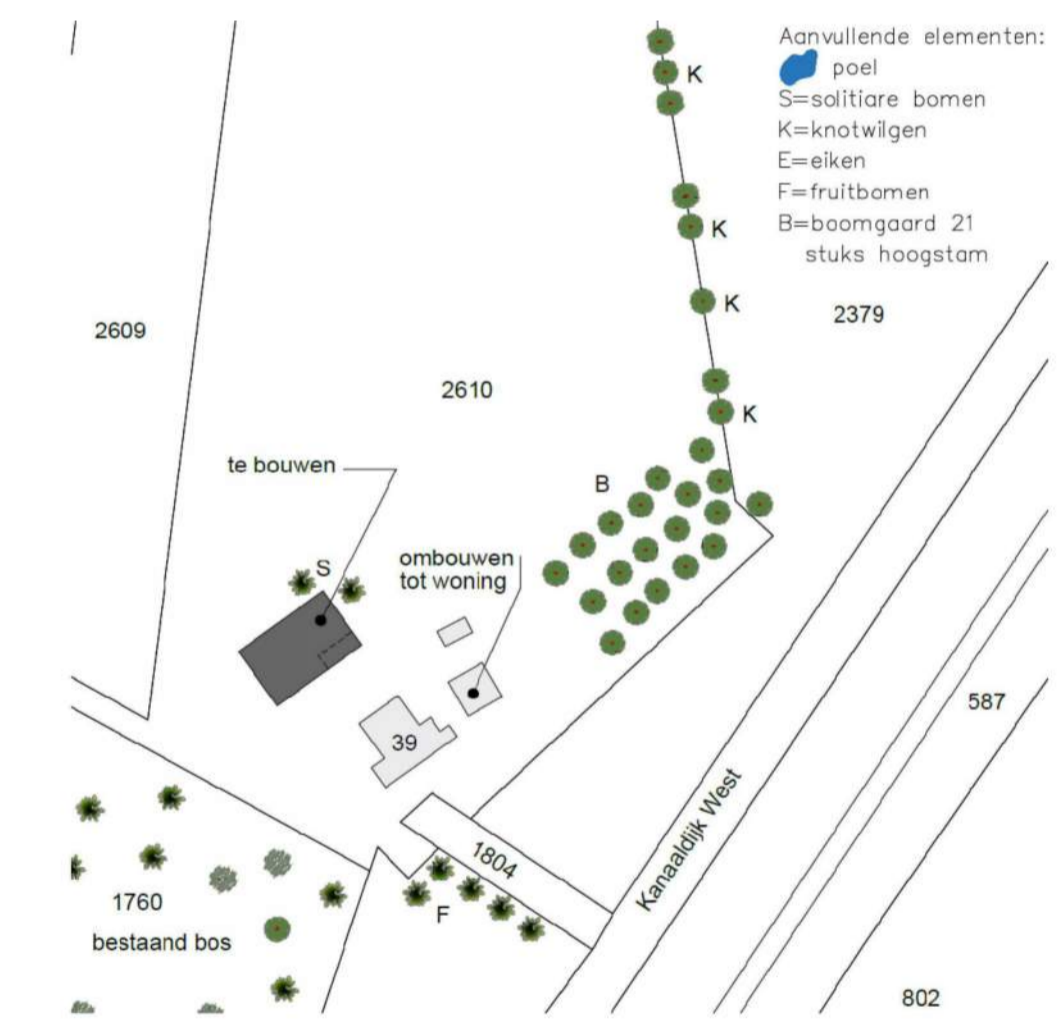 Aanvullende elementen:
poel
S=solitiare bomen
K=knotwilgen
E=eiken
F=fruitbomen
B=boomgaard 21
stuks hoogstam
K
K
K
K
2609
2379
2610
te bouwen
B
ombouwen
tot woning
S
39
587
Kanaaldijk West
1804
F
1760
bestaand bos
802